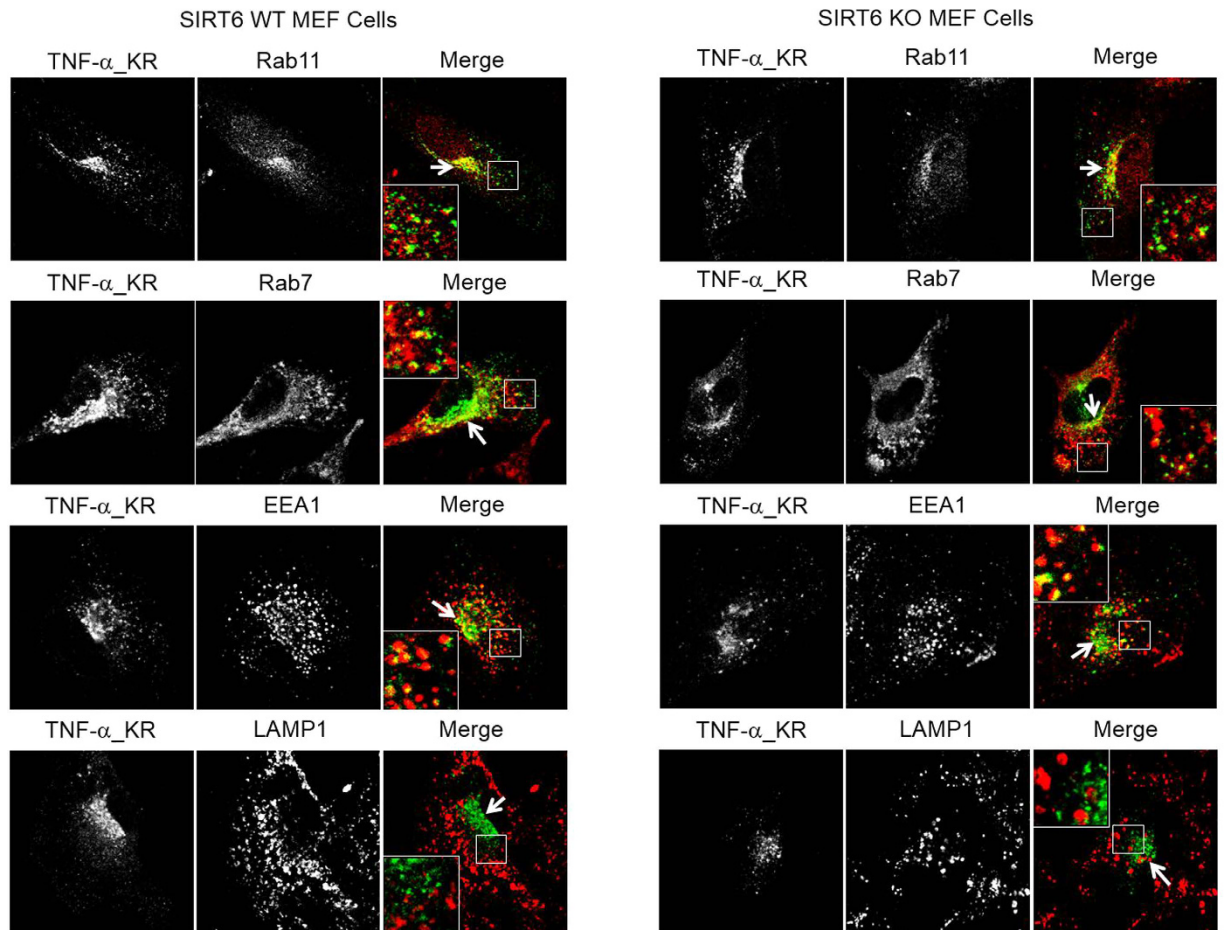 SIRT6 WT MEF Cells
TNF-α_KR Rab11 Merge
TNF-α_KR Rab7 Merge
TNF-α_KR EEA1 Merge
TNF-α_KR LAMP1 Merge
SIRT6 KO MEF Cells
TNF-α_KR Rab11 Merge
TNF-α_KR Rab7 Merge
TNF-α_KR EEA1 Merge
TNF-α_KR LAMP1 Merge